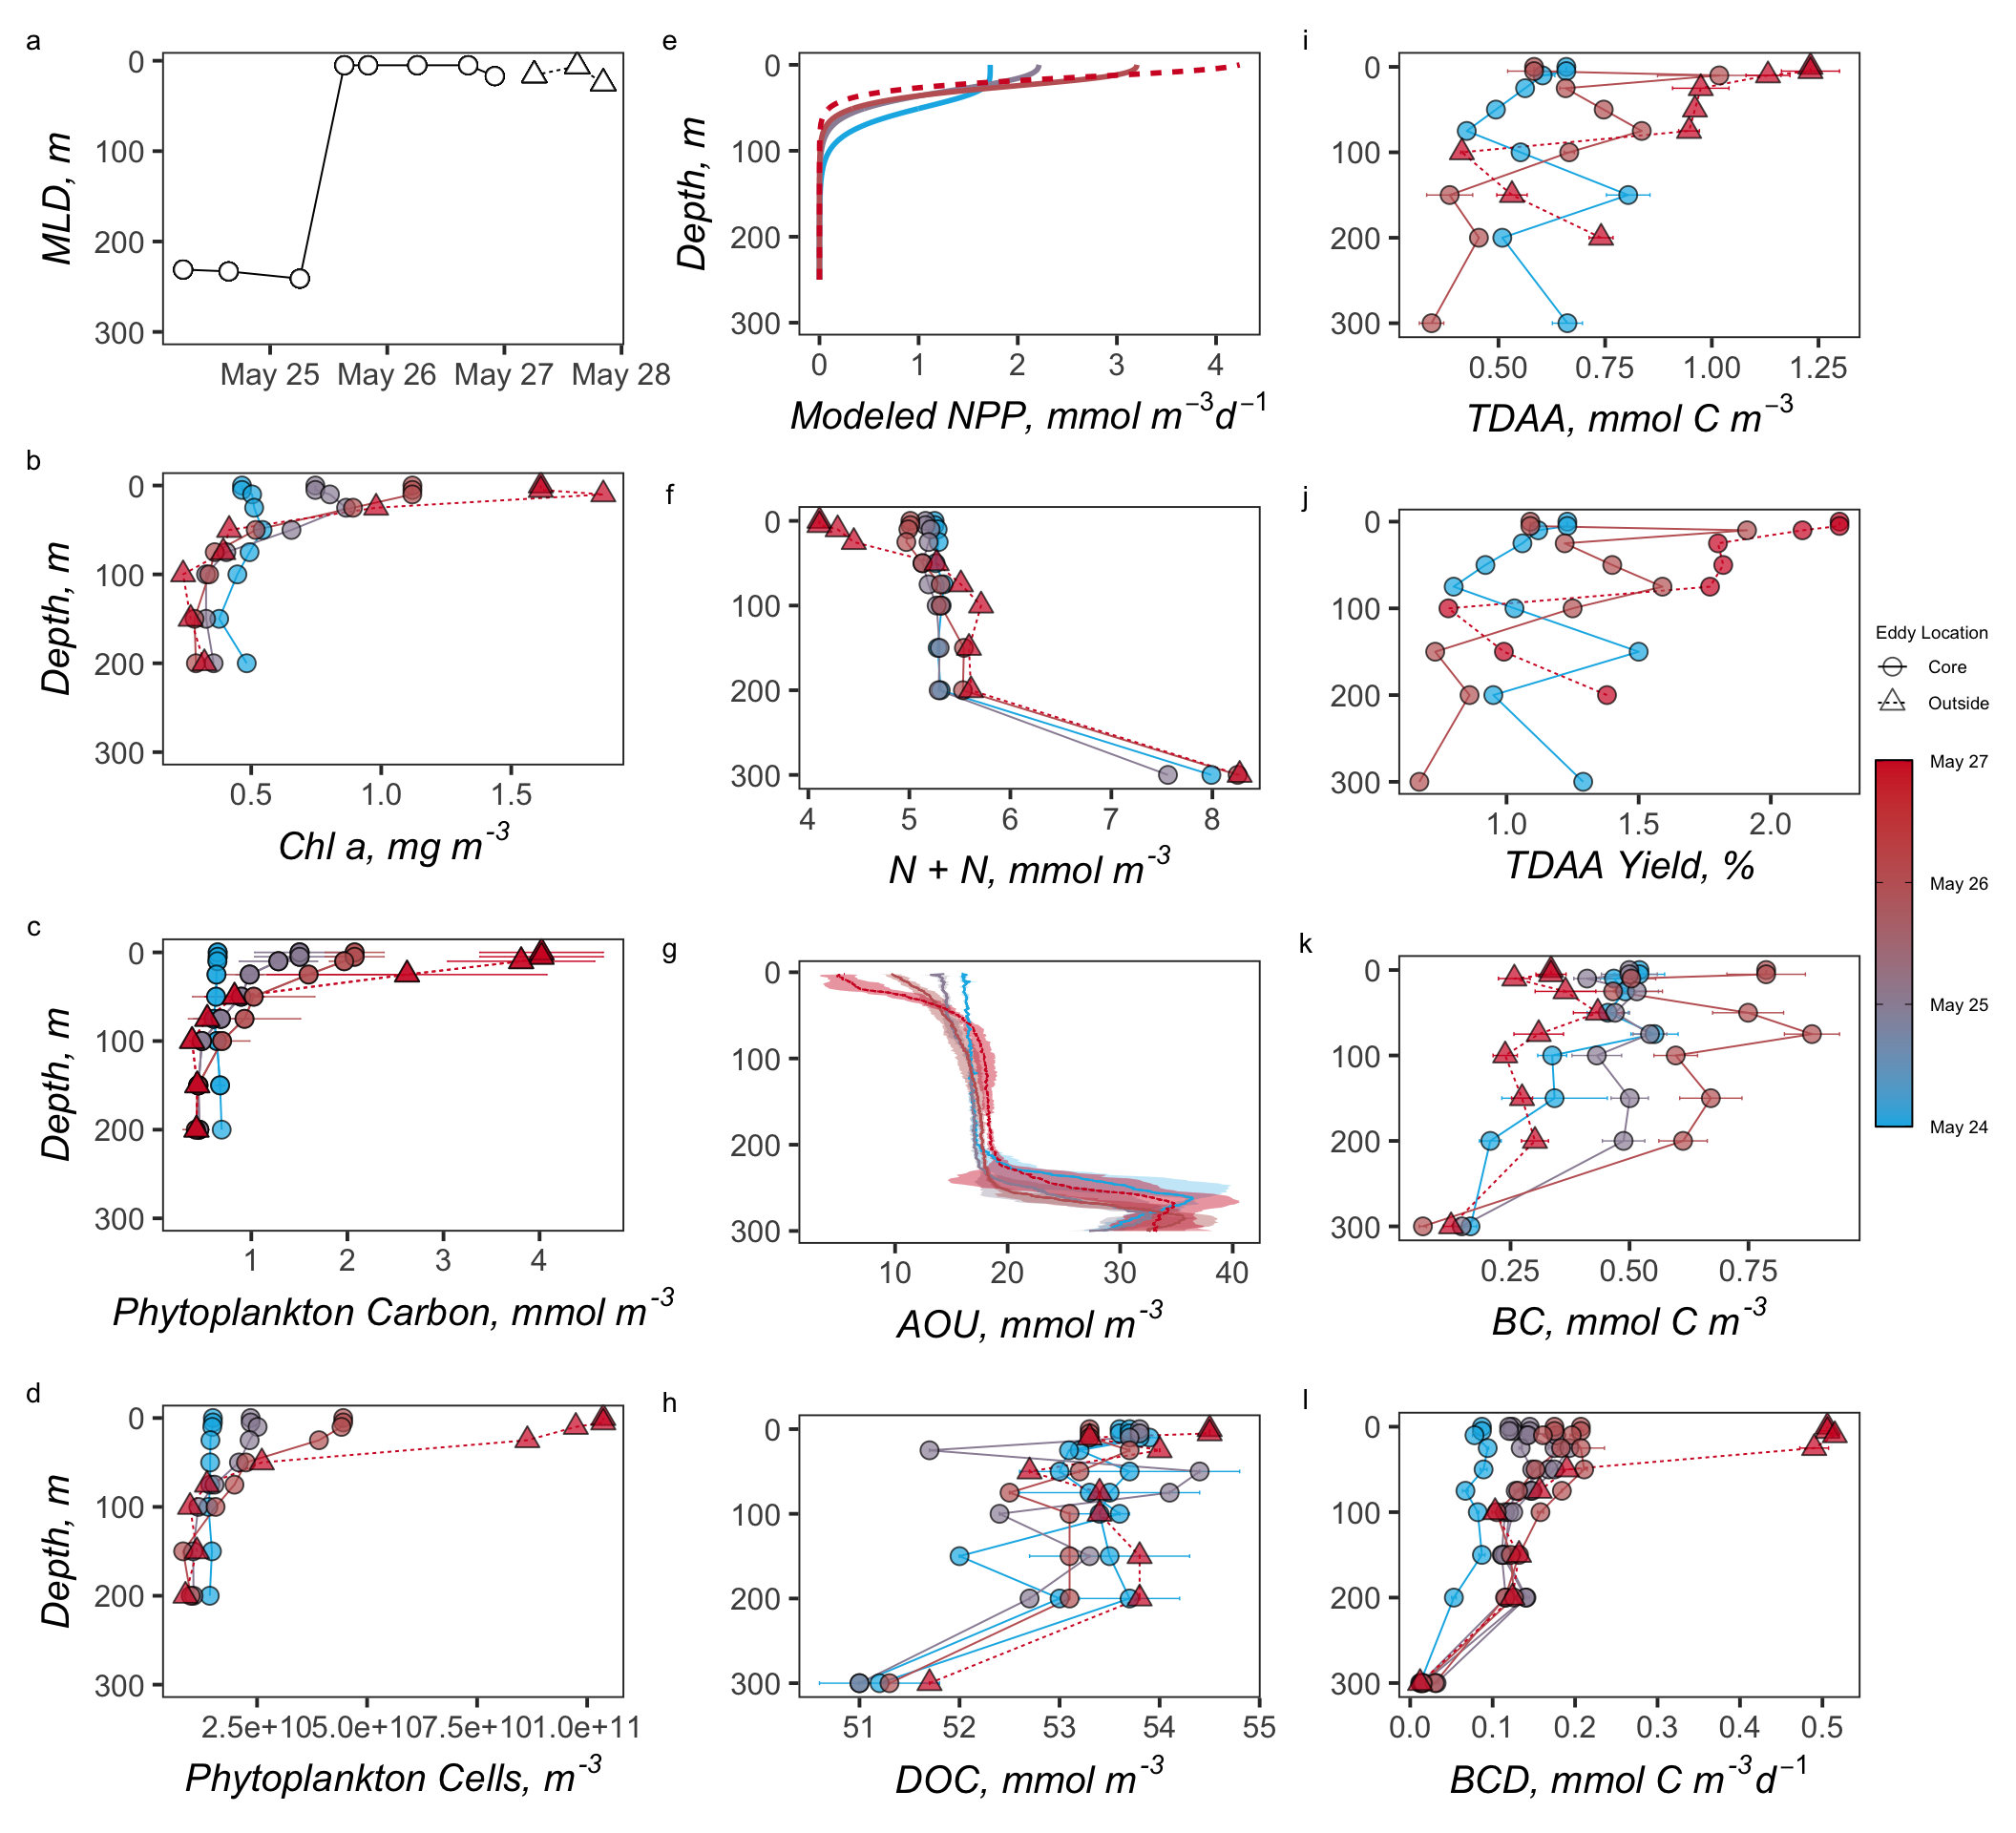 a
0
100
200
300
MLD, m
May 25 May 26 May 27 May 28
b
0
100
200
300
Depth, m
0.5 1.0 1.5
Chl a, mg m-3
c
0
100
200
300
Depth, m
1 2 3 4
Phytoplankton Carbon, mmol m-3
d
0
100
200
300
Depth, m
2.5e+105.0e+107.5e+101.0e+11
Phytoplankton Cells, m-3
e
0
100
200
300
Depth, m
0 1 2 3 4
Modeled NPP, mmol m−3d−1
f
0
100
200
300
4 5 6 7 8
N + N, mmol m-3
g
0
100
200
300
10 20 30 40
AOU, mmol m-3
h
0
100
200
300
51 52 53 54 55
DOC, mmol m-3
i
0
100
200
300
0.50 0.75 1.00 1.25
TDAA, mmol C m−3
j
0
100
200
300
1.0 1.5 2.0
TDAA Yield, %
k
0
100
200
300
0.25 0.50 0.75
BC, mmol C m-3
l
0
100
200
300
0.0 0.1 0.2 0.3 0.4 0.5
BCD, mmol C m-3d−1
Eddy Location
Core
Outside
May 27
May 26
May 25
May 24